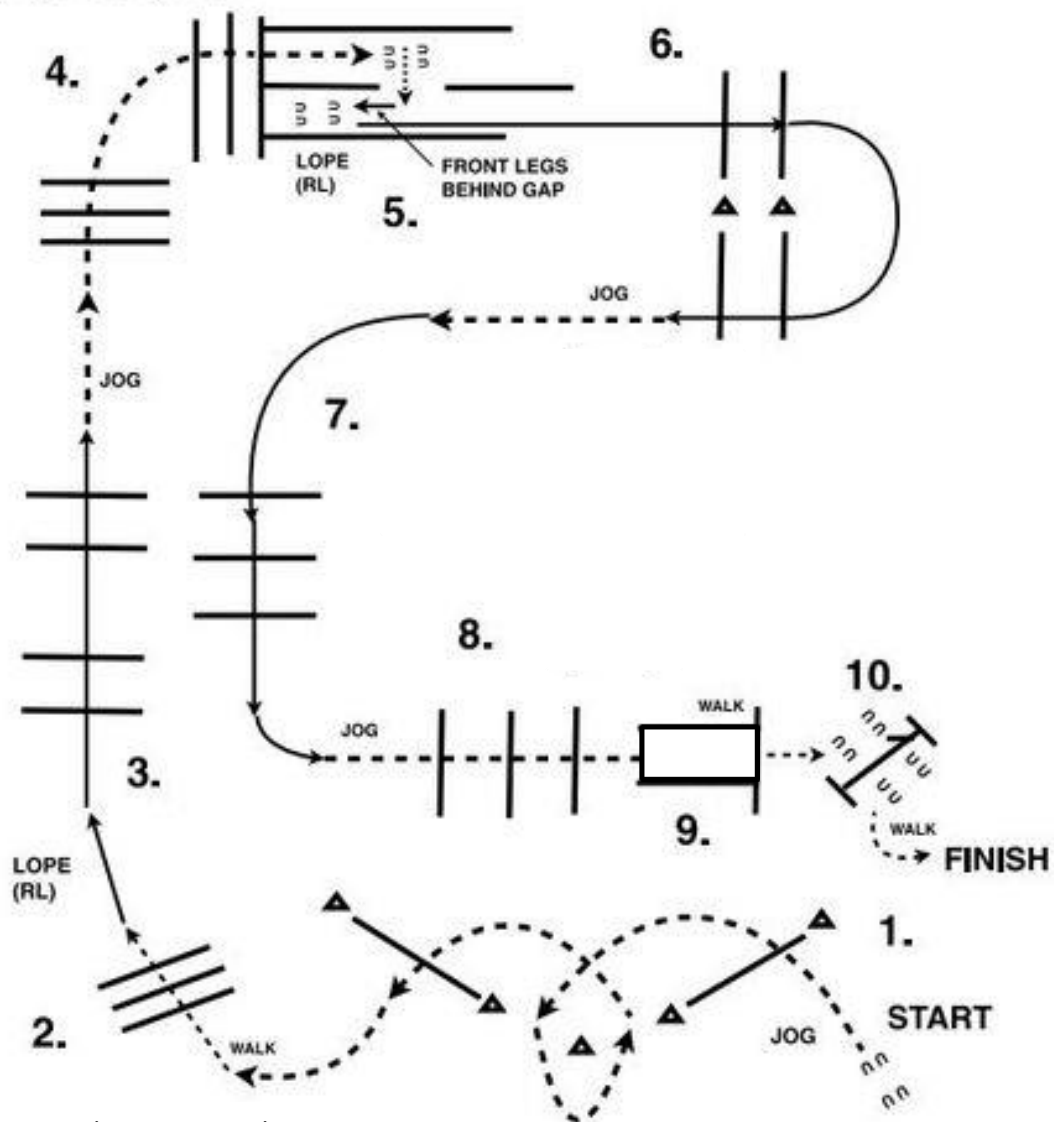 4.
6.
LOPE
(RL)
FRONT LEGS
BEHIND GAP
5.
JOG
JOG
7.
8.
10.
WALK
JOG
3.
9.
WALK
FINISH
LOPE
(RL)
1.
START
2.
WALK
JOG